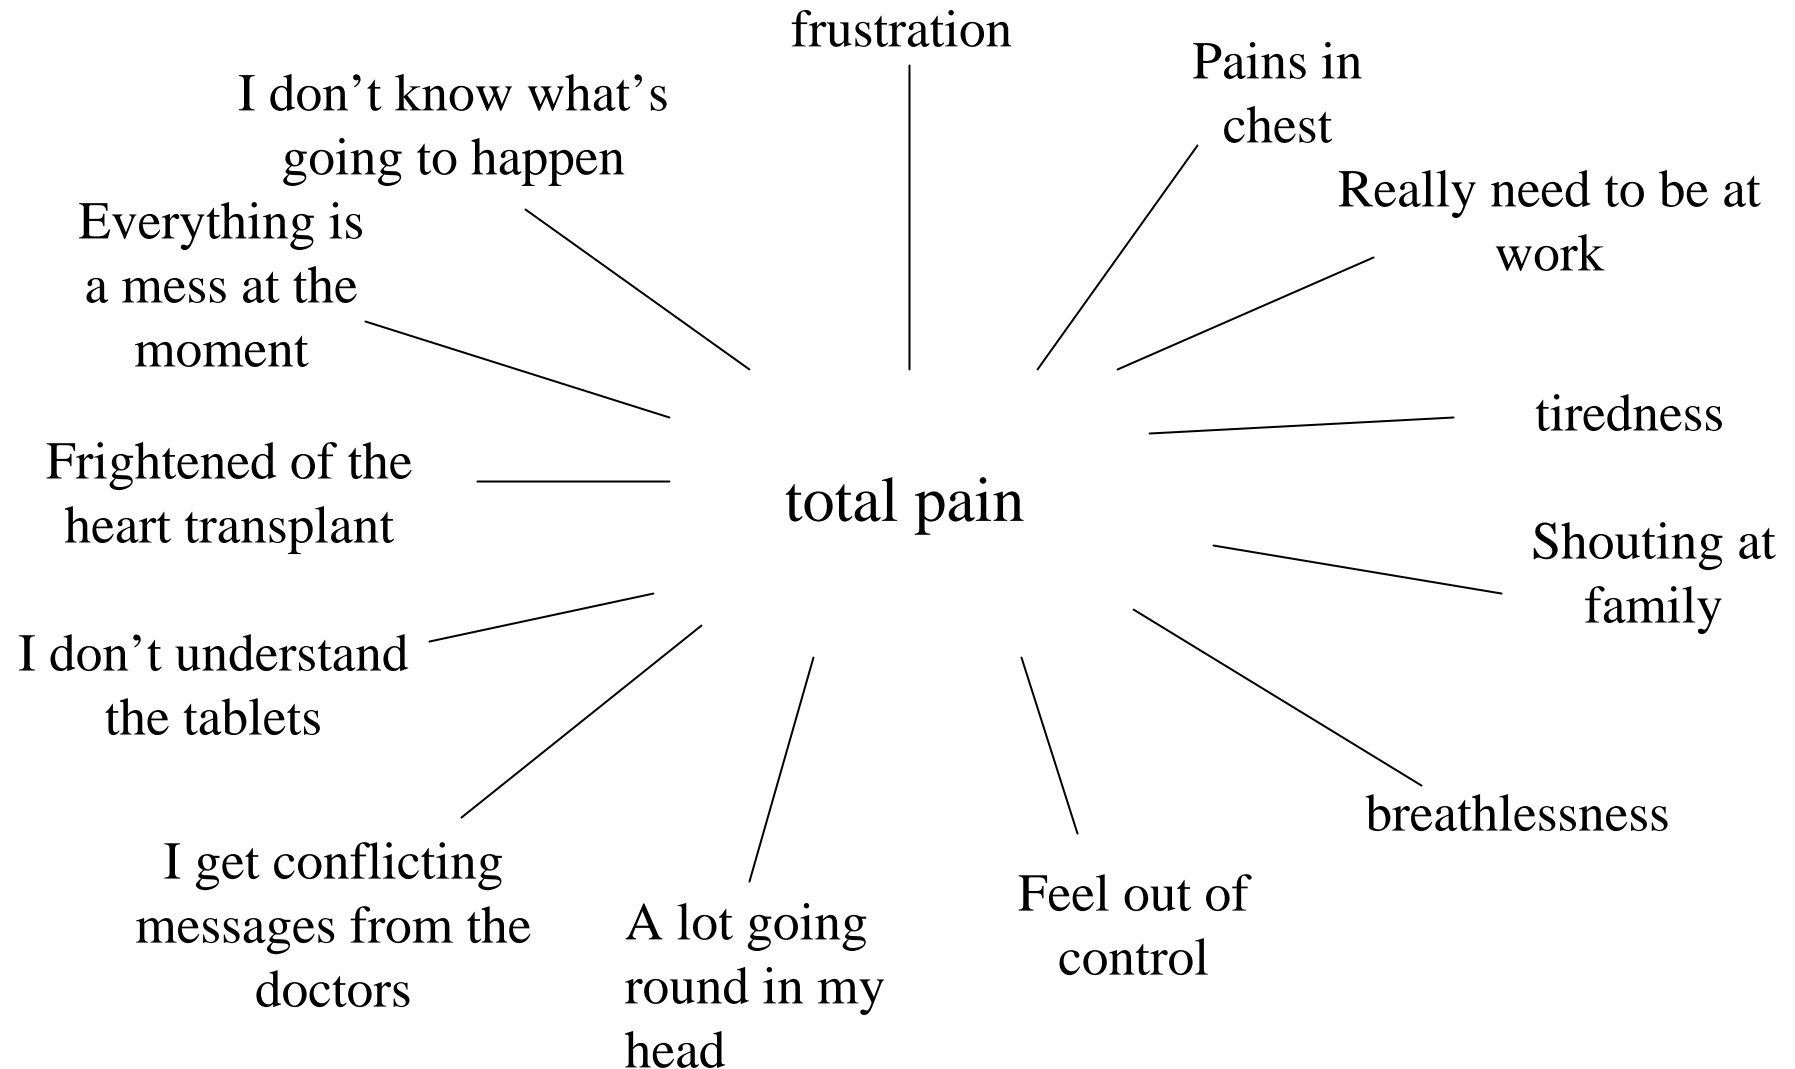 frustration
Pains in
chest
I don’t know what’s
going to happen
Really need to be at
work
Everything is
a mess at the
moment
tiredness
Frightened of the
heart transplant
total pain
Shouting at
family
I don’t understand
the tablets
breathlessness
I get conflicting
messages from the
doctors
Feel out of
control
A lot going
round in my
head